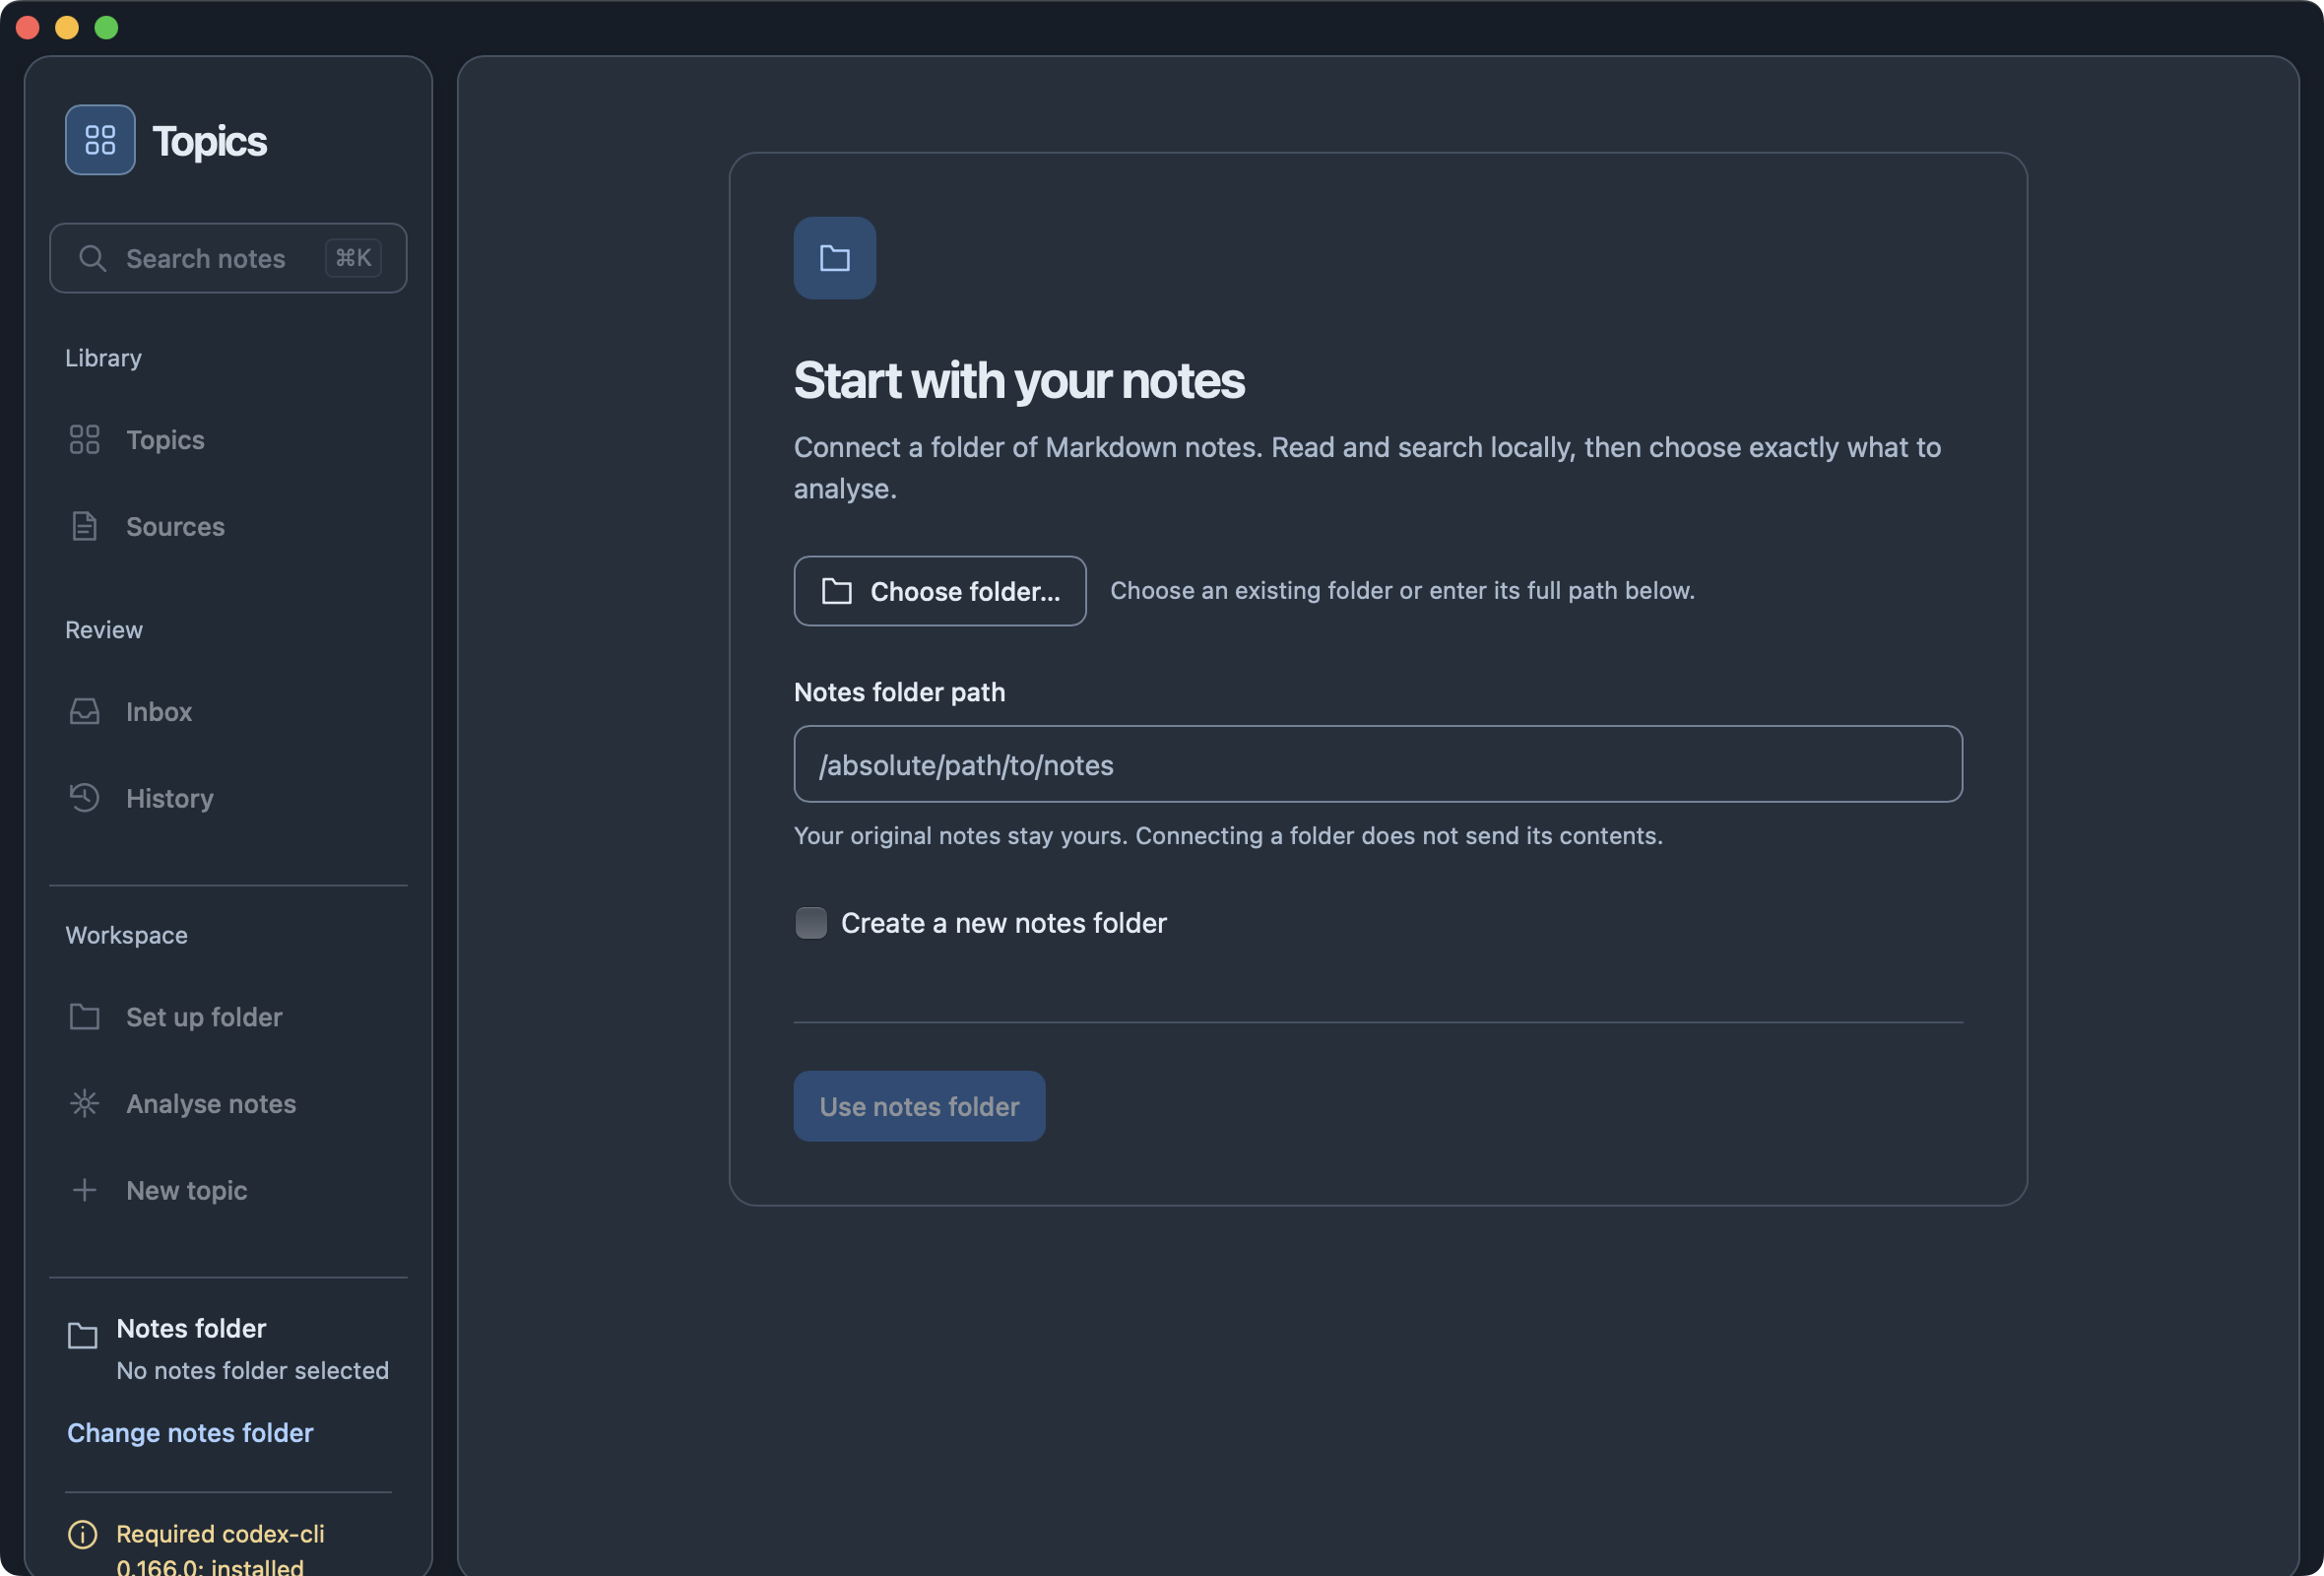 Topics
Search notes ⌘K
Library
Topics
Sources
Review
Inbox
History
Workspace
Set up folder
Analyse notes
New topic
Notes folder
No notes folder selected
Change notes folder
Required codex-cli
0.166.0: installed
Start with your notes
Connect a folder of Markdown notes. Read and search locally, then choose exactly what to
analyse.
Choose folder...
Choose an existing folder or enter its full path below.
Notes folder path
/absolute/path/to/notes
Your original notes stay yours. Connecting a folder does not send its contents.
Create a new notes folder
Use notes folder